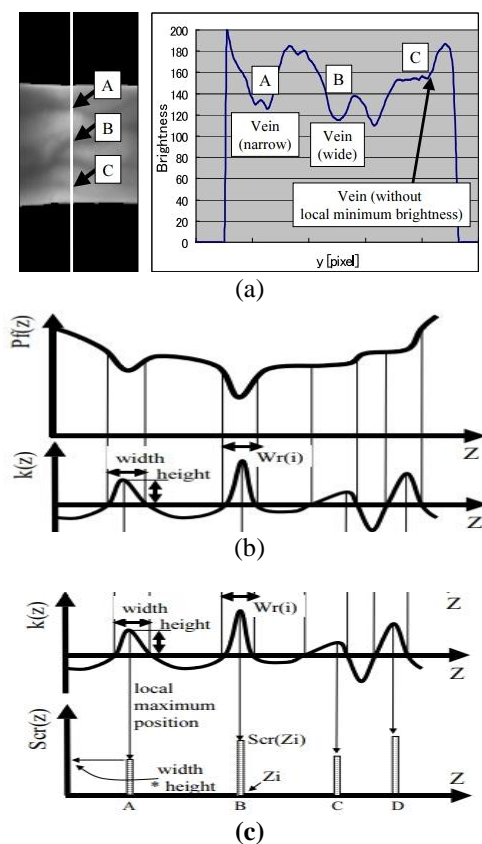 A
B
C
Brightness
200
180
160
140
120
100
80
60
40
20
0
A
B
C
Vein
(narrow)
Vein
(wide)
Vein (without
local minimum brightness)
y [pixel]
(a)
Pf(z)
Z
k(z)
width
height
Wr(i)
Z
(b)
k(z)
width
height
Wr(i)
Z
Z
local
maximum
position
Scr(z)
Scr(Zi)
width
* height
Zi
Z
A
B
C
D
(c)